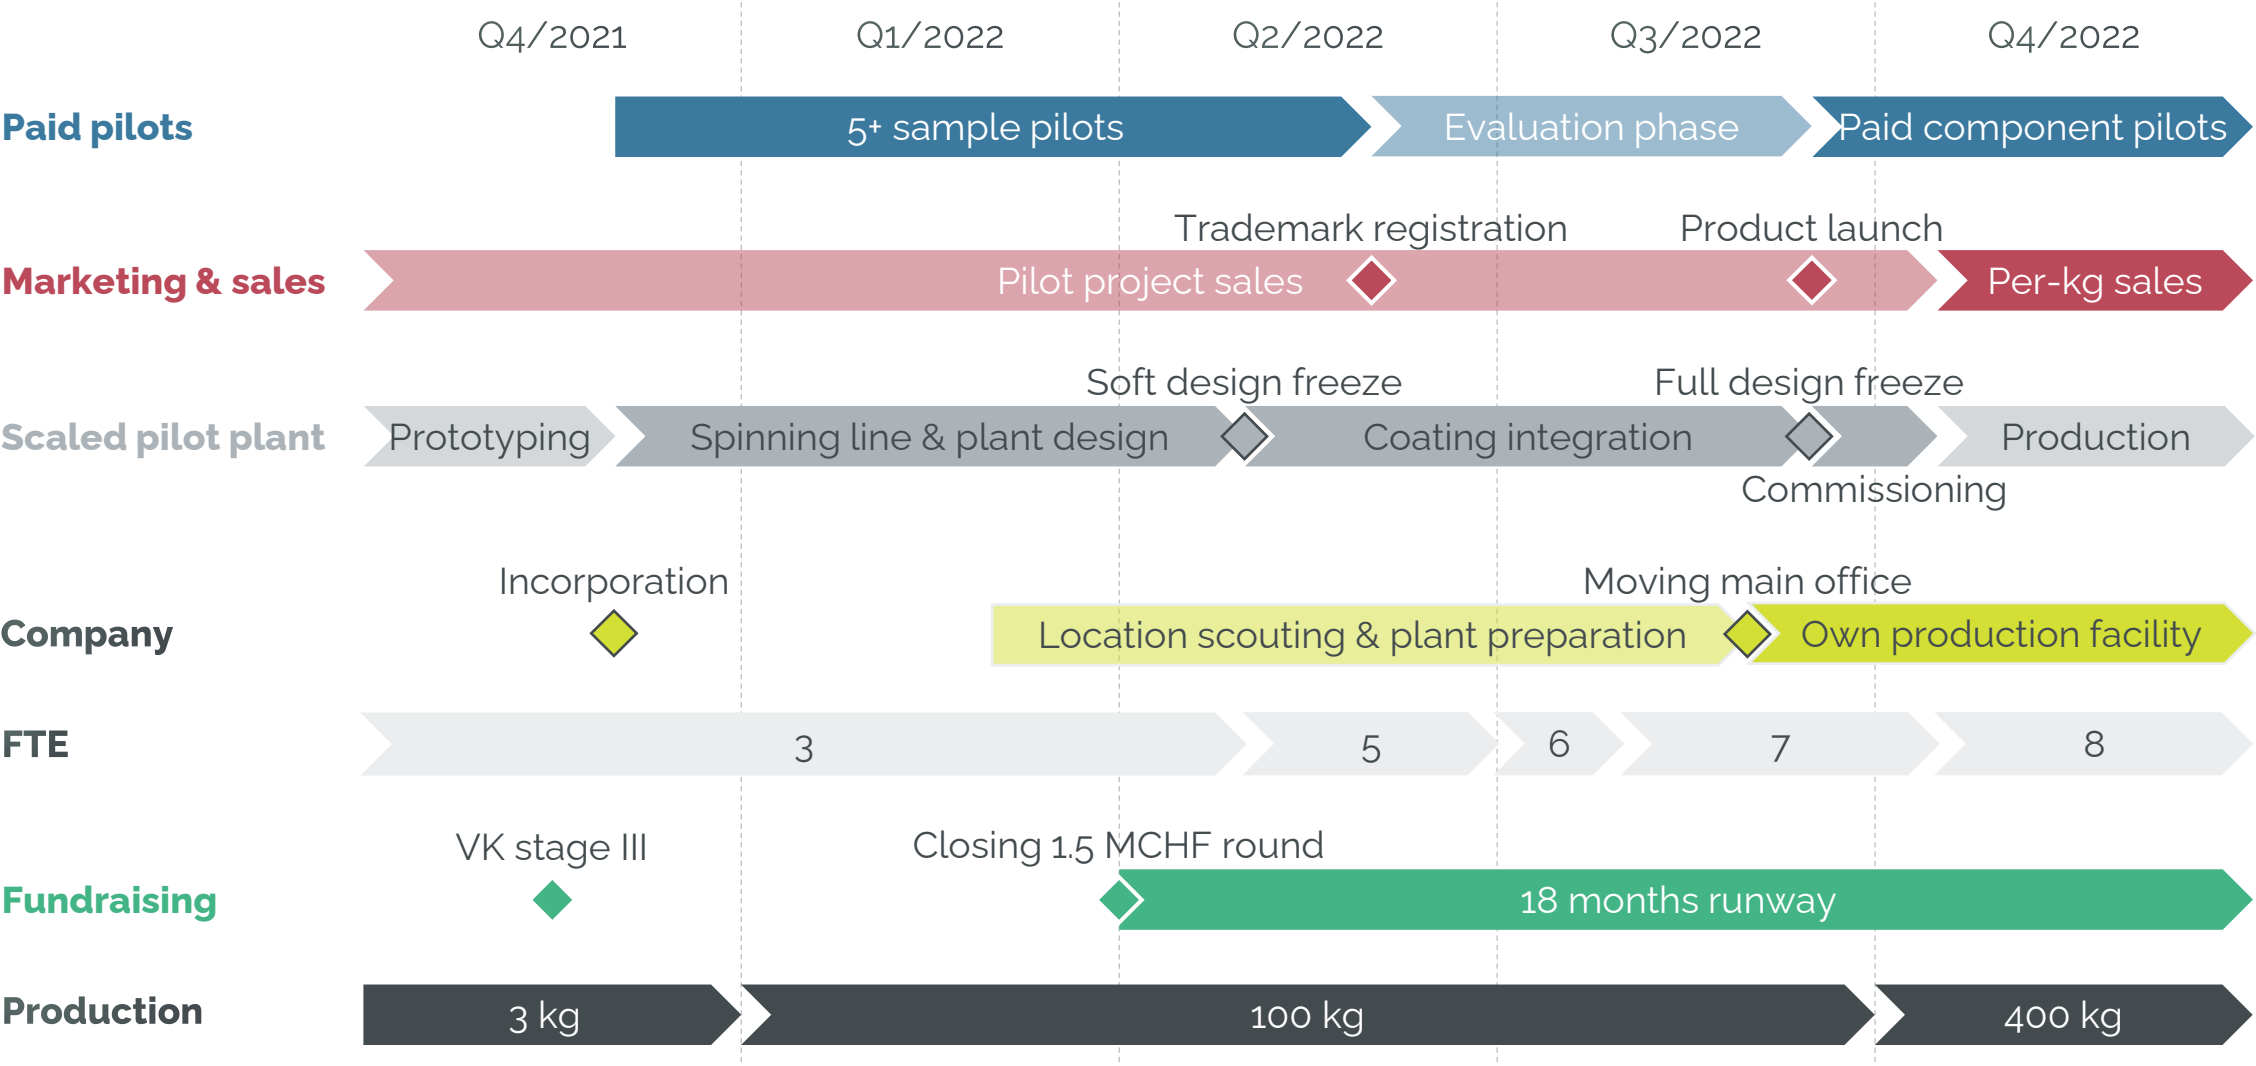 Q4/2021 Q1/2022 Q2/2022 Q3/2022 Q4/2022
Paid pilots 5+ sample pilots Evaluation phase Paid component pilots
Trademark registration Product launch
Marketing & sales Pilot project sales Per-kg sales
Soft design freeze Full design freeze
Scaled pilot plant Prototyping Spinning line & plant design Coating integration Production
Commissioning
Incorporation Moving main office
Company Location scouting & plant preparation Own production facility
FTE 3 5 6 7 8
VK stage III Closing 1.5 MCHF round
Fundraising 18 months runway
Production 3 kg 100 kg 400 kg